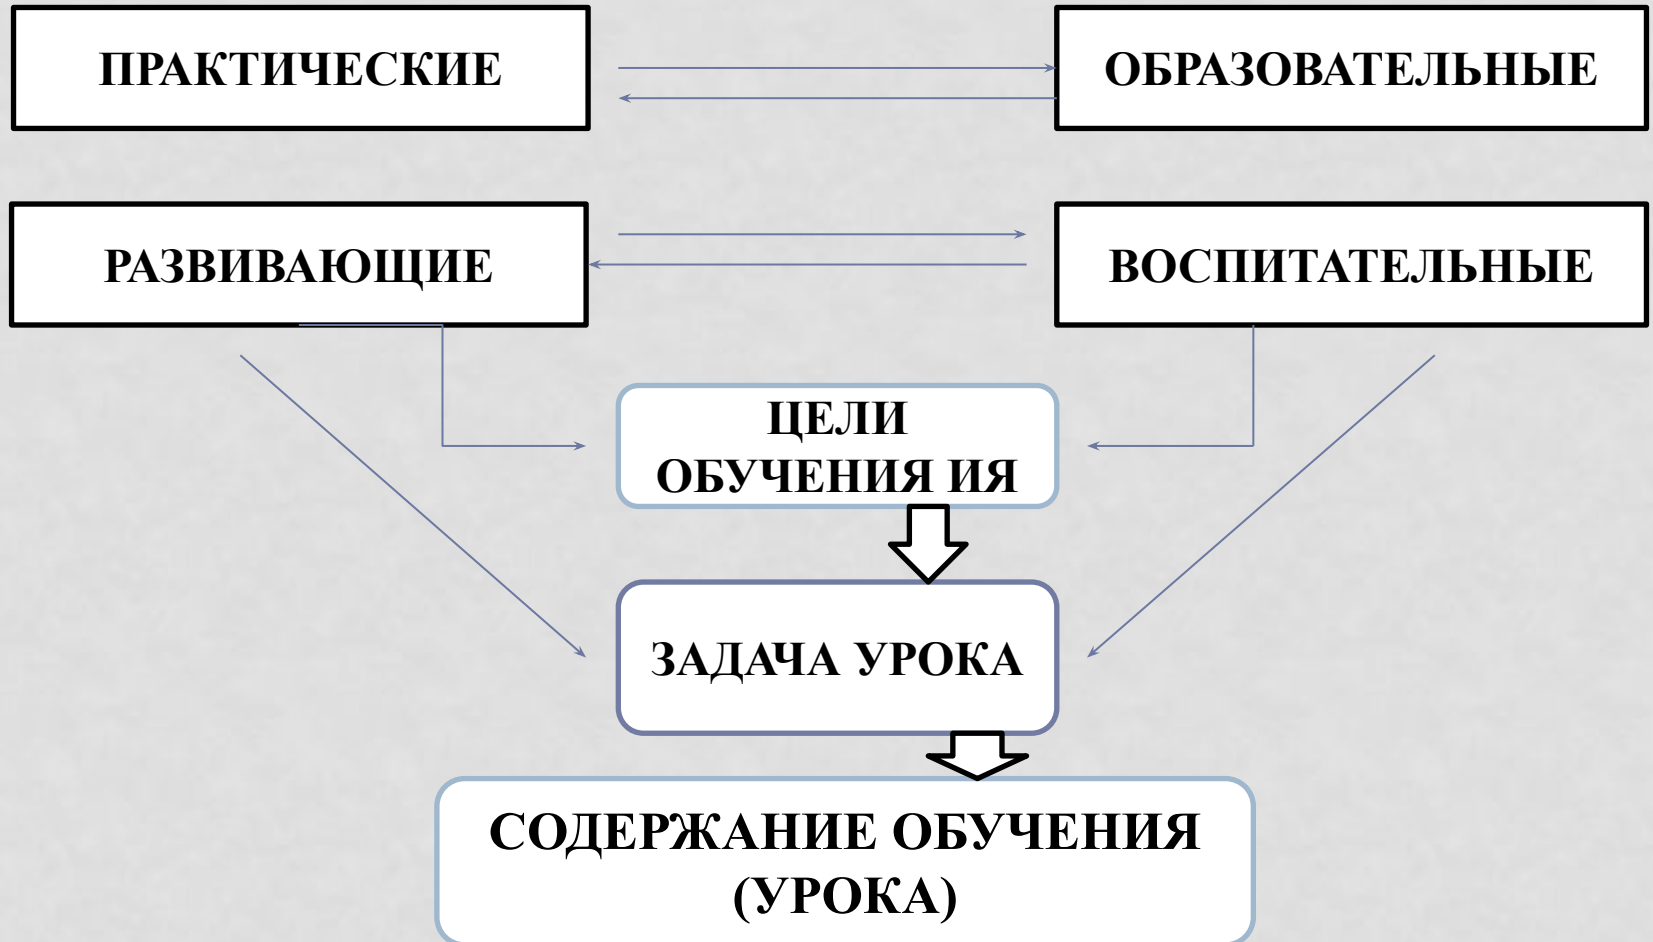 ПРАКТИЧЕСКИЕ
ОБРАЗОВАТЕЛЬНЫЕ
РАЗВИВАЮЩИЕ
ВОСПИТАТЕЛЬНЫЕ
ЦЕЛИ
ОБУЧЕНИЯ ИЯ
ЗАДАЧА УРОКА
СОДЕРЖАНИЕ ОБУЧЕНИЯ
(УРОКА)